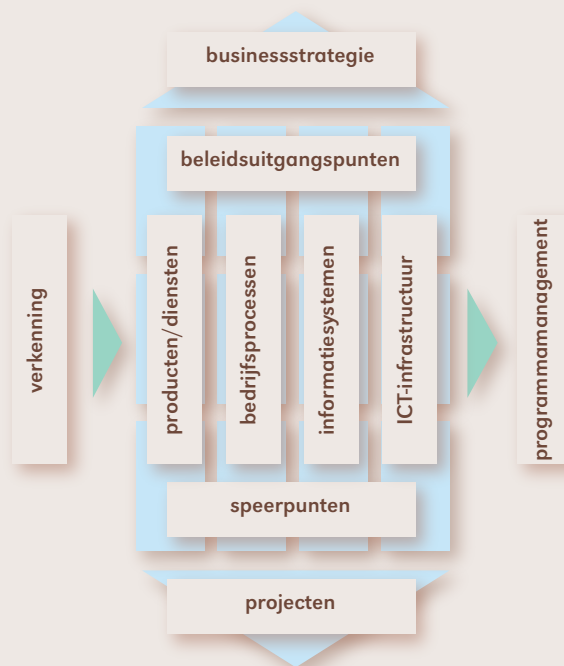 businessstrategie
beleidsuitgangspunten
verkenning
producten/diensten
bedrijfsprocessen
informatiesystemen
ICT-infrastructuur
programmamanagement
speerpunten
projecten